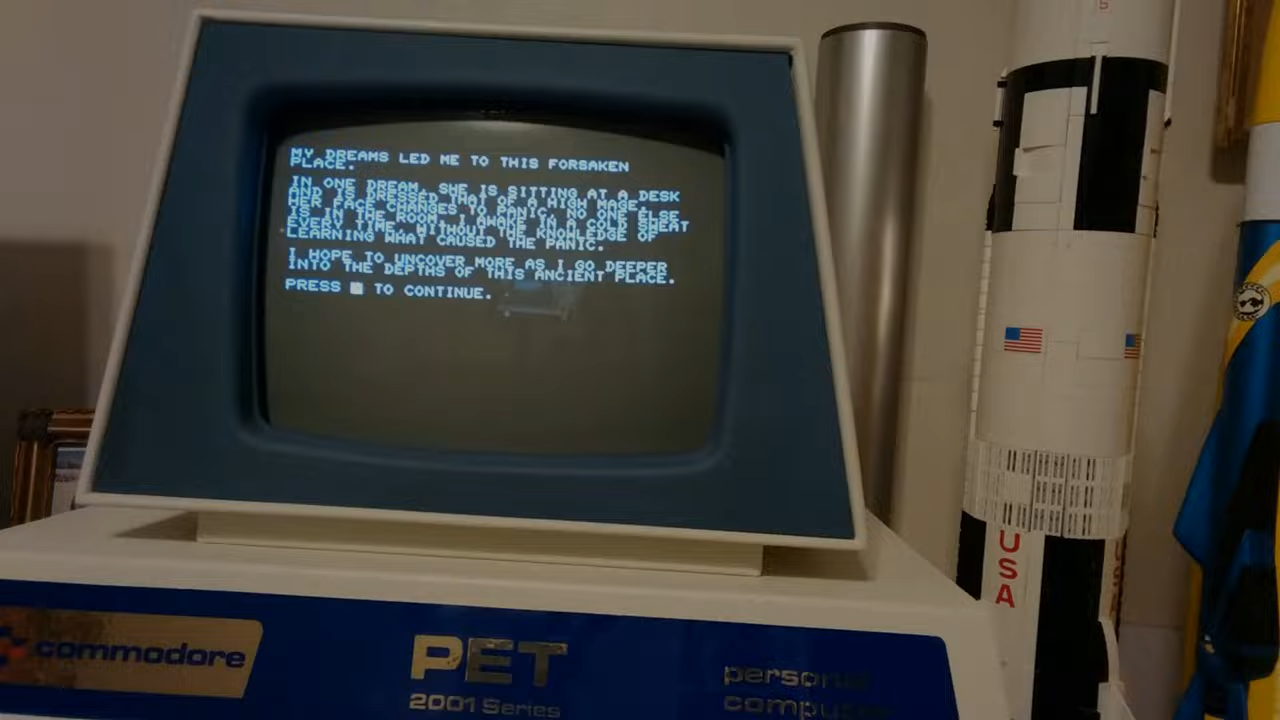 MY DREAMS LED ME TO THIS FORSAKEN
PLACE.
IN ONE DREAM, SHE IS SITTING AT A DESK
AND IS DRESSED THAT OF A HIGH MAGE.
HER FACE CHANGES TO PANIC. NO ONE ELSE
IS IN THE ROOM. I AWAKE IN A COLD SWEAT
EVERY TIME, WITHOUT THE KNOWLEDGE OF
LEARNING WHAT CAUSED THE PANIC.
I HOPE TO UNCOVER MORE AS I GO DEEPER
INTO THE DEPTHS OF THIS ANCIENT PLACE.
PRESS TO CONTINUE.
S
USA
commodore
PET
2001 Series
personal
computer